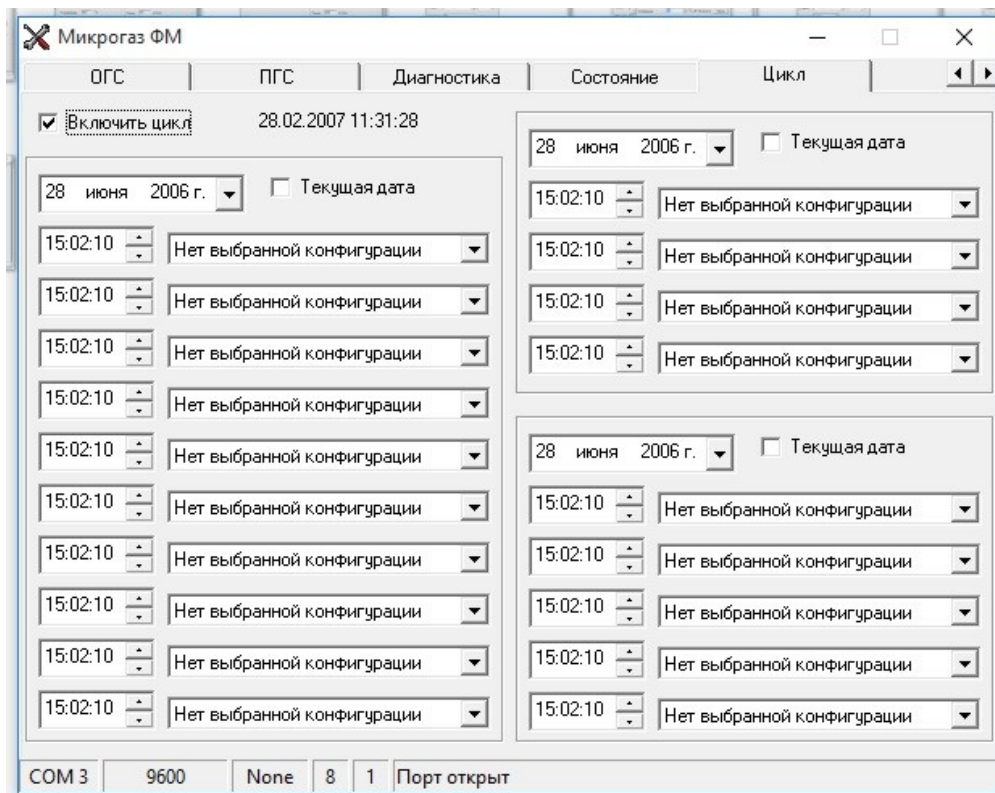 Микрогаз ФМ
ОГС ПГС Диагностика Состояние Цикл
Включить цикл 28.02.2007 11:31:28
28 июня 2006 г. Текущая дата
15:02:10 Нет выбранной конфигурации
15:02:10 Нет выбранной конфигурации
15:02:10 Нет выбранной конфигурации
15:02:10 Нет выбранной конфигурации
15:02:10 Нет выбранной конфигурации
15:02:10 Нет выбранной конфигурации
15:02:10 Нет выбранной конфигурации
15:02:10 Нет выбранной конфигурации
15:02:10 Нет выбранной конфигурации
15:02:10 Нет выбранной конфигурации
28 июня 2006 г. Текущая дата
15:02:10 Нет выбранной конфигурации
15:02:10 Нет выбранной конфигурации
15:02:10 Нет выбранной конфигурации
15:02:10 Нет выбранной конфигурации
28 июня 2006 г. Текущая дата
15:02:10 Нет выбранной конфигурации
15:02:10 Нет выбранной конфигурации
15:02:10 Нет выбранной конфигурации
15:02:10 Нет выбранной конфигурации
15:02:10 Нет выбранной конфигурации
COM 3 9600 None 8 1 Порт открыт